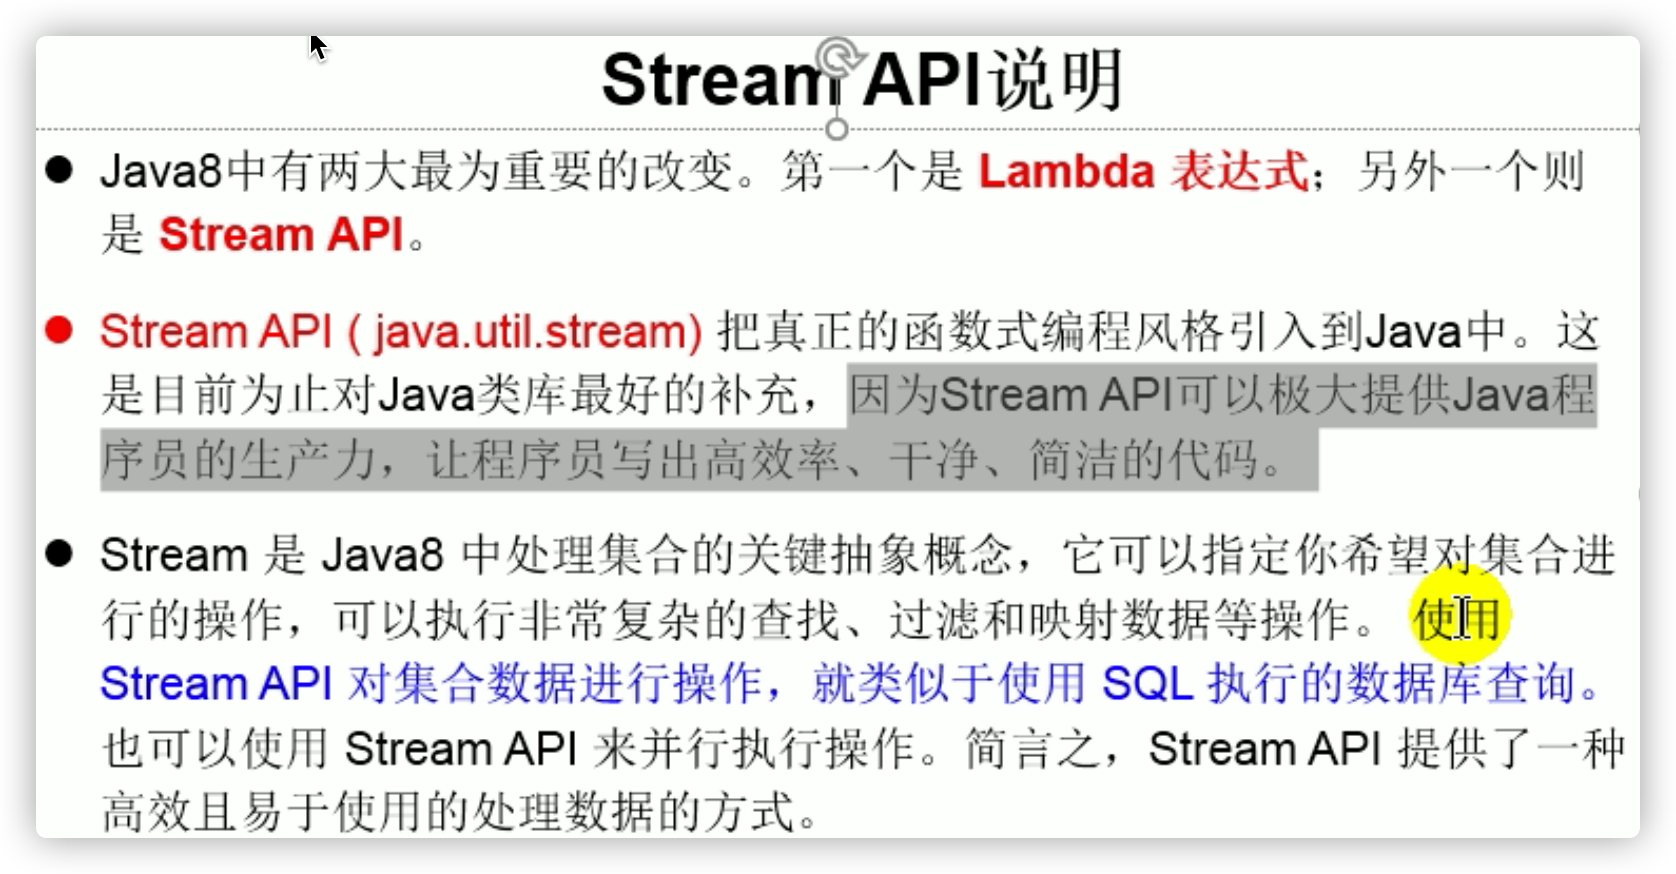 Stream API说明
● Java8中有两大最为重要的改变。第一个是 Lambda 表达式；另外一个则
是 Stream API。
● Stream API ( java.util.stream) 把真正的函数式编程风格引入到Java中。这
是目前为止对Java类库最好的补充，因为Stream API可以极大提供Java程
序员的生产力，让程序员写出高效率、干净、简洁的代码。
● Stream 是 Java8 中处理集合的关键抽象概念，它可以指定你希望对集合进
行的操作，可以执行非常复杂的查找、过滤和映射数据等操作。 使用
Stream API 对集合数据进行操作，就类似于使用 SQL 执行的数据库查询。
也可以使用 Stream API 来并行执行操作。简言之，Stream API 提供了一种
高效且易于使用的处理数据的方式。